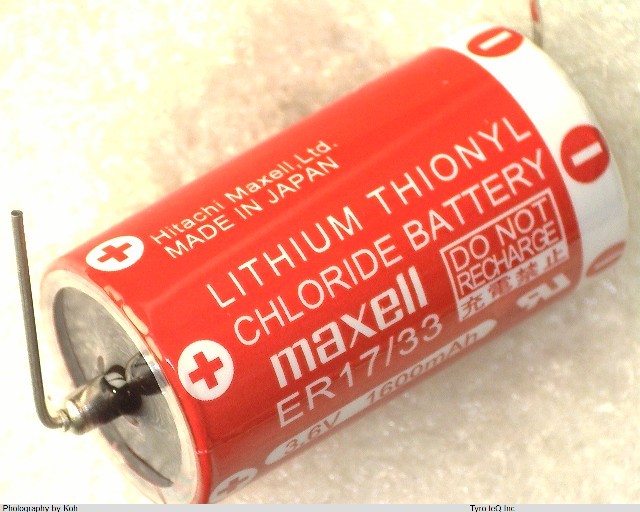 Hitachi Maxell,Ltd.
MADE IN JAPAN
LITHIUM THIONYL
CHLORIDE BATTERY
maxell
ER17/33
3.6V 1600mAh
DO NOT
RECHARGE
充電禁止
Photography by Koh
Tyro teQ Inc